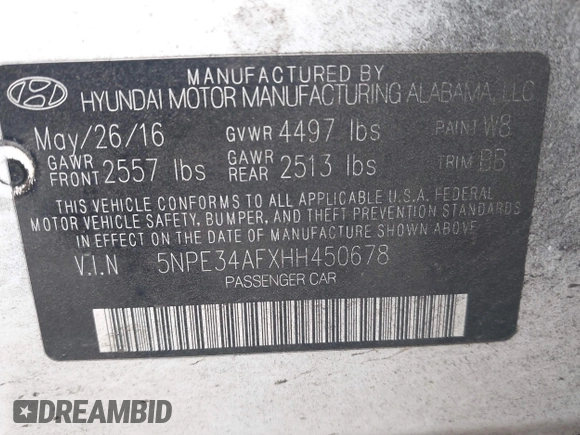 MANUFACTURED BY
HYUNDAI MOTOR MANUFACTURING ALABAMA, LLC
May/26/16 GVWR 4497 lbs PAINT W8
GAWR FRONT 2557 lbs GAWR REAR 2513 lbs TRIM BB
THIS VEHICLE CONFORMS TO ALL APPLICABLE U.S.A. FEDERAL
MOTOR VEHICLE SAFETY, BUMPER, AND THEFT PREVENTION STANDARDS
IN EFFECT ON THE DATE OF MANUFACTURE SHOWN ABOVE
V.I.N 5NPE34AFXHH450678
PASSENGER CAR
DREAMBID